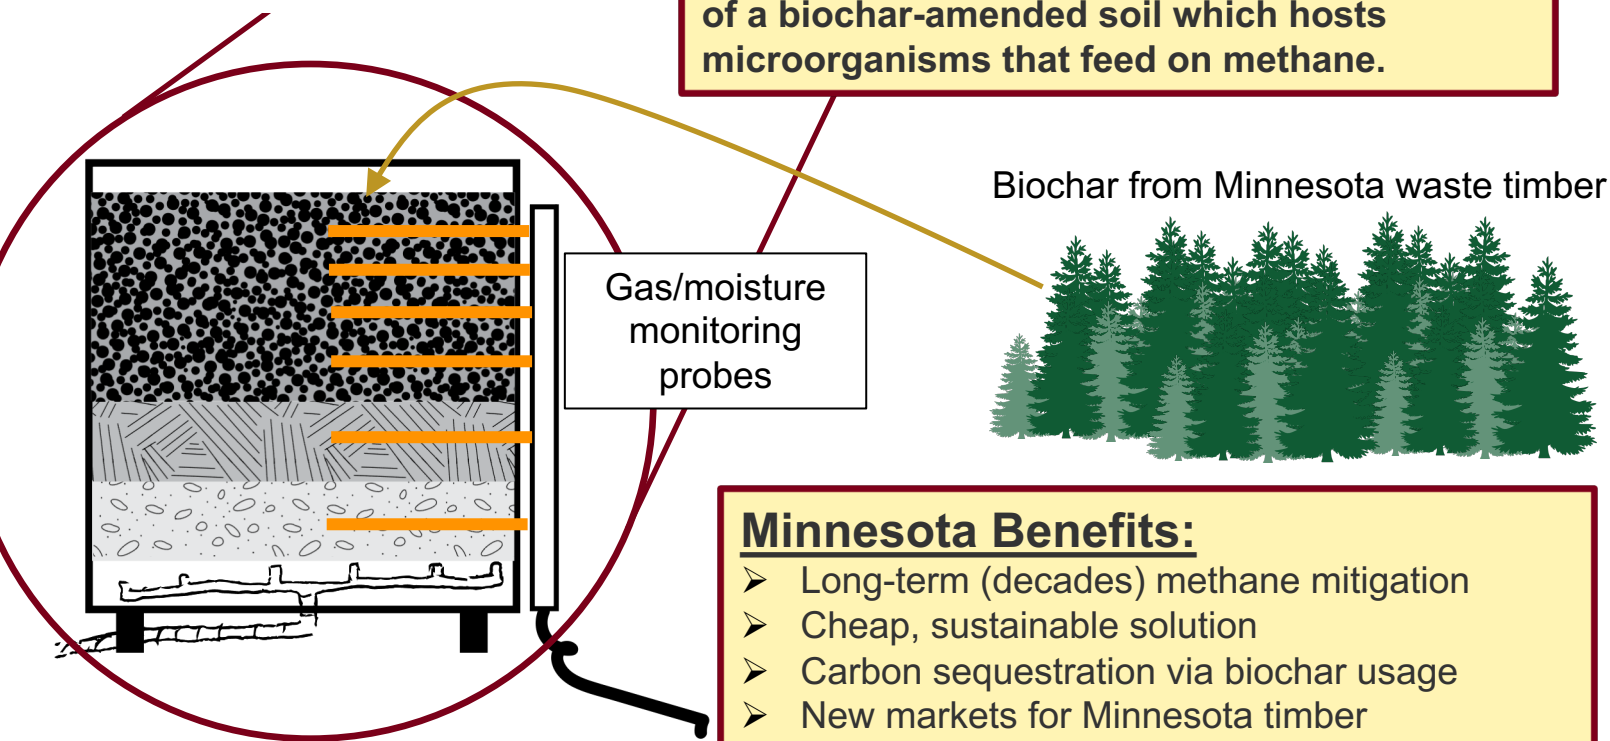 of a biochar-amended soil which hosts
microorganisms that feed on methane.
Biochar from Minnesota waste timber
Gas/moisture
monitoring
probes
Minnesota Benefits:
➢ Long-term (decades) methane mitigation
➢ Cheap, sustainable solution
➢ Carbon sequestration via biochar usage
➢ New markets for Minnesota timber